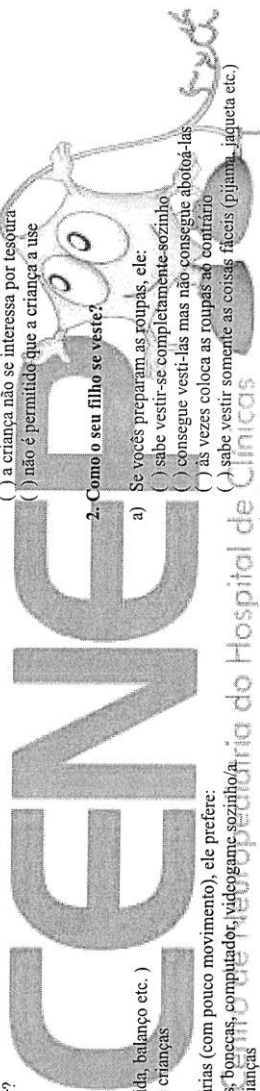 ?
ida, balanço etc. )
crianças
uias (com pouco movimento), ele prefere:
s, bonecas, computador, videogame sozinho/a
ianças
( ) a criança não se interessa por tesoura
( ) não é permitido que a criança a use
2. Como o seu filho se veste?
a) Se vocês preparam as roupas, ele:
( ) sabe vestir-se completamente sozinho
( ) consegue vesti-las mas não consegue abotoá-las
( ) às vezes coloca as roupas ao contrário
( ) sabe vestir somente as coisas fáceis (pijama, jaqueta etc.)
CENEP
Centro de Neuropediatria do Hospital de Clínicas